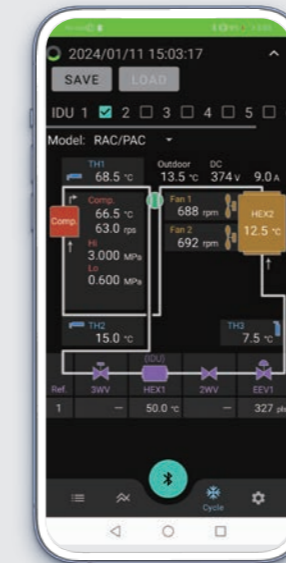 2024/01/11 15:03:17
SAVE LOAD
IDU 1 2 3 4 5
Model: RAC/PAC
TH1
68.5 °C
Outdoor
13.5 °C
DC
374 V 9.0 A
Comp.
Comp.
66.5 °C
63.0 rps
Hi
3.000 MPa
Lo
0.600 MPa
Fan 1
688 rpm
Fan 2
692 rpm
HEX2
12.5 °C
TH2
15.0 °C
TH3
7.5 °C
(IDU)
Ref. 3WV HEX1 2WV EEV1
1 – 50.0 °C – 327 pls
Cycle